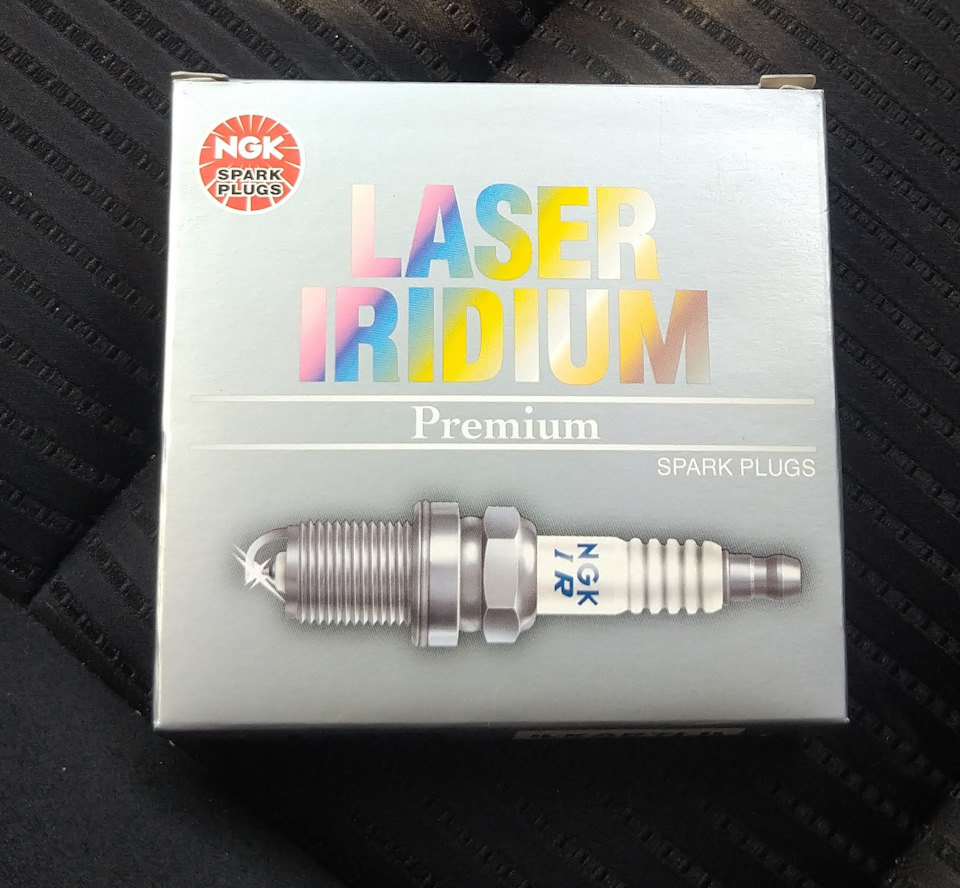 NGK
SPARK
PLUGS
LASER
IRIDIUM
Premium
SPARK PLUGS
NGK
IR